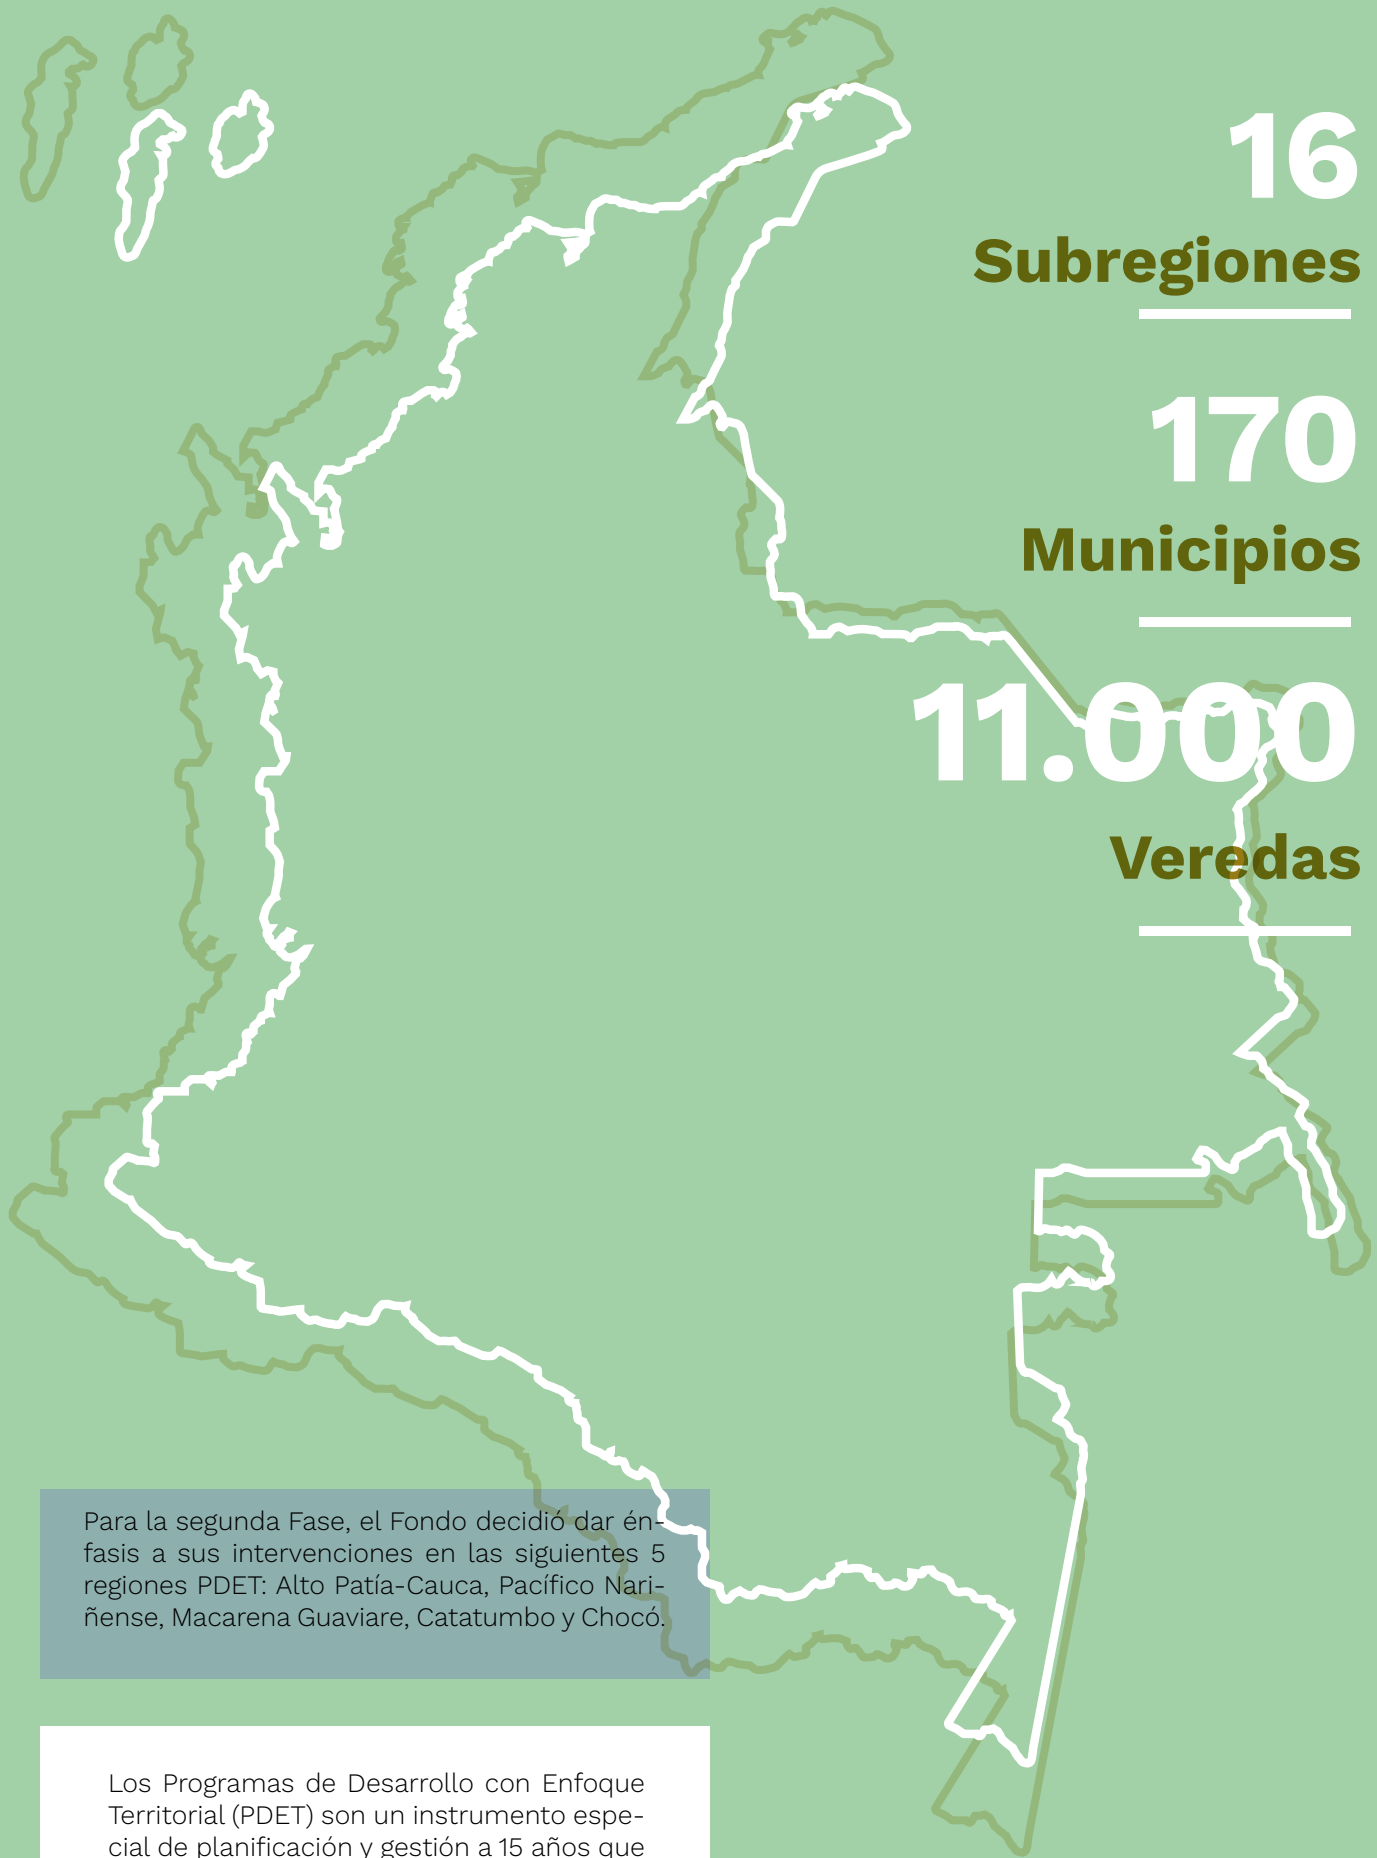 16
Subregiones
170
Municipios
11.000
Veredas
Para la segunda Fase, el Fondo decidió dar én-
fasis a sus intervenciones en las siguientes 5
regiones PDET: Alto Patía-Cauca, Pacífico Nari-
ñense, Macarena Guaviare, Catatumbo y Chocó.
Los Programas de Desarrollo con Enfoque
Territorial (PDET) son un instrumento espe-
cial de planificación y gestión a 15 años que